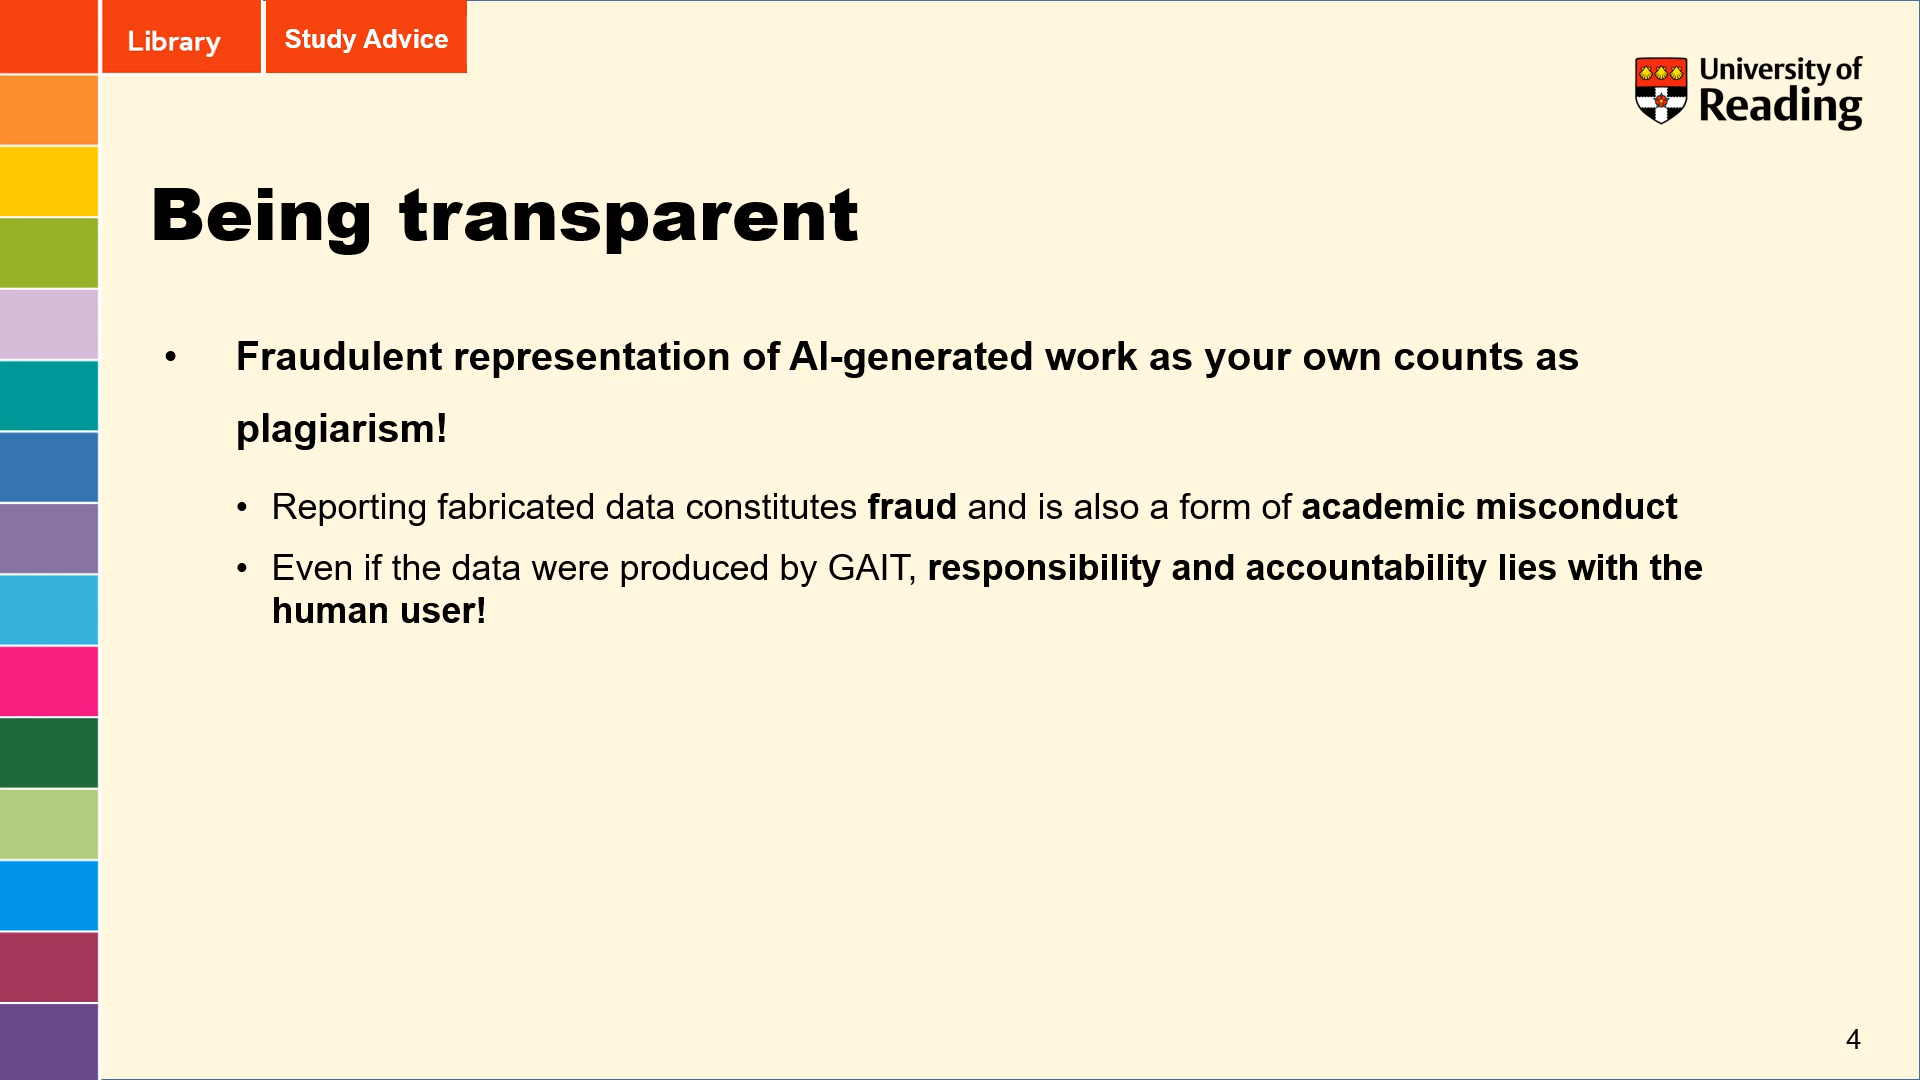 Library
Study Advice
University of
Reading
Being transparent
• Fraudulent representation of AI-generated work as your own counts as
plagiarism!
• Reporting fabricated data constitutes fraud and is also a form of academic misconduct
• Even if the data were produced by GAIT, responsibility and accountability lies with the
human user!
4